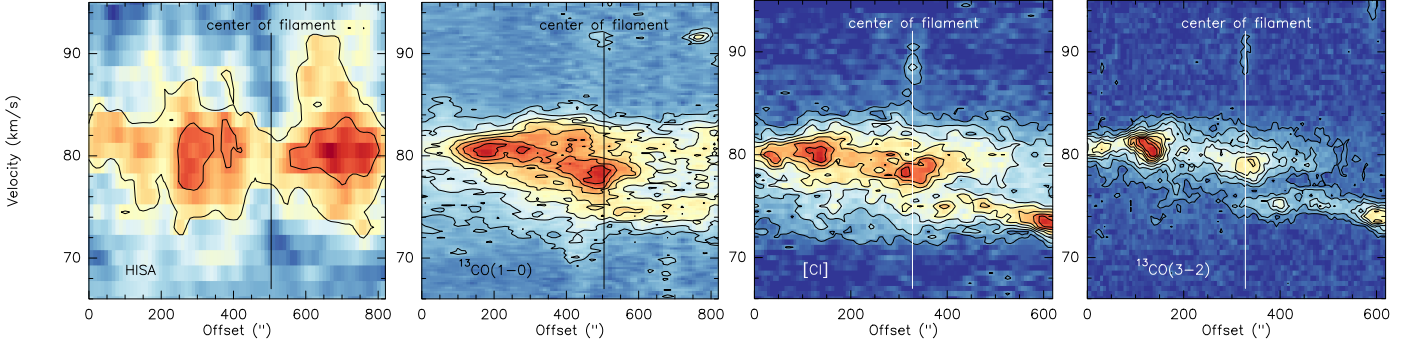 center of filament
center of filament
center of filament
center of filament
90
80
70
90
80
70
90
80
70
90
80
70
Velocity (km/s)
HISA
¹³CO(1−0)
[CI]
¹³CO(3−2)
0 200 400 600 800
0 200 400 600 800
0 200 400 600
0 200 400 600
Offset (")
Offset (")
Offset (")
Offset (")